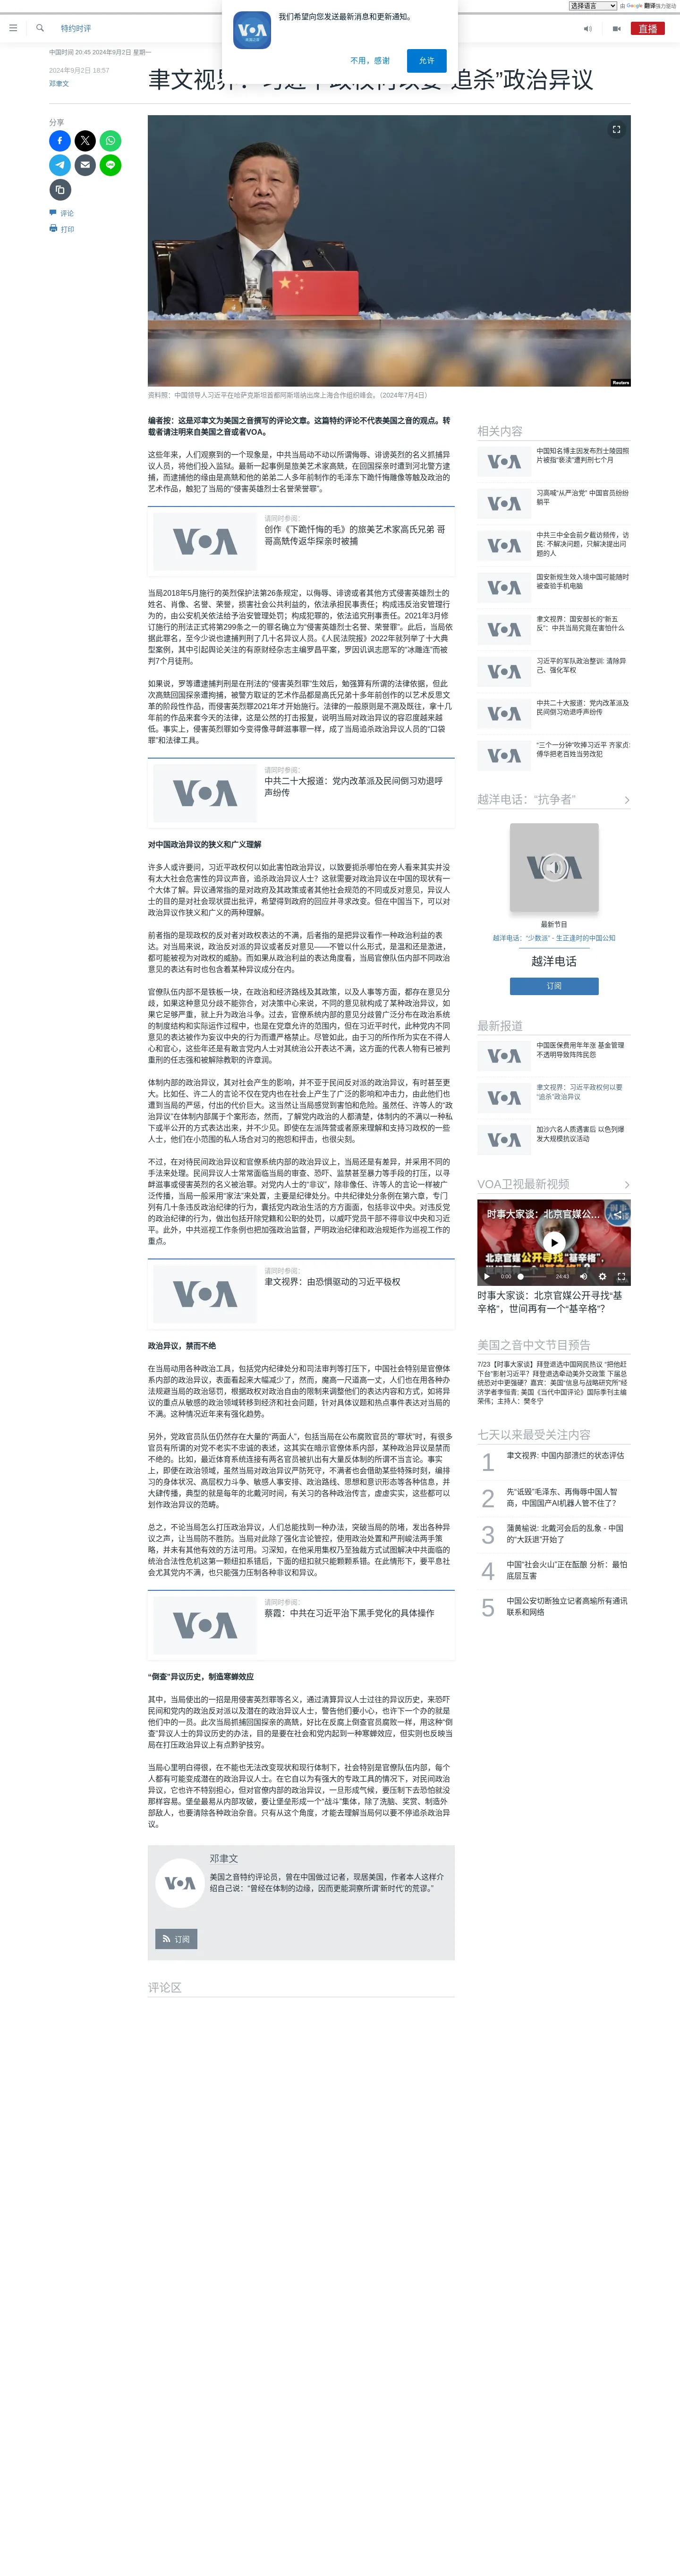 选择语言
由 Google 翻译强力驱动
我们希望向您发送最新消息和更新通知。
不用，感谢
允许
特约时评
直播
中国时间 20:45 2024年9月2日 星期一
2024年9月2日 18:57
邓聿文
聿文视界：习近平政权何以要“追杀”政治异议
分享
评论
打印
Reuters
资料照：中国领导人习近平在哈萨克斯坦首都阿斯塔纳出席上海合作组织峰会。（2024年7月4日）
编者按：这是邓聿文为美国之音撰写的评论文章。这篇特约评论不代表美国之音的观点。转
载者请注明来自美国之音或者VOA。
这些年来，人们观察到的一个现象是，中共当局动不动以所谓侮辱、诽谤英烈的名义抓捕异
议人员，将他们投入监狱。最新一起事例是旅美艺术家高兟，在回国探亲时遭到河北警方逮
捕，而逮捕他的缘由是高兟和他的弟弟二人多年前制作的毛泽东下跪忏悔雕像等触及政治的
艺术作品，触犯了当局的“侵害英雄烈士名誉荣誉罪”。
请同时参阅：
创作《下跪忏悔的毛》的旅美艺术家高氏兄弟 哥
哥高兟传返华探亲时被捕
当局2018年5月施行的英烈保护法第26条规定，以侮辱、诽谤或者其他方式侵害英雄烈士的
姓名、肖像、名誉、荣誉，损害社会公共利益的，依法承担民事责任；构成违反治安管理行
为的，由公安机关依法给予治安管理处罚；构成犯罪的，依法追究刑事责任。2021年3月修
订施行的刑法正式将第299条之一的罪名确立为“侵害英雄烈士名誉、荣誉罪”。此后，当局依
据此罪名，至今少说也逮捕判刑了几十名异议人员。《人民法院报》2022年就列举了十大典
型案例，其中引起舆论关注的有原财经杂志主编罗昌平案，罗因讥讽志愿军的“冰雕连”而被
判7个月徒刑。
如果说，罗等遭逮捕判刑是在刑法的“侵害英烈罪”生效后，勉强算有所谓的法律依据，但此
次高兟回国探亲遭拘捕，被警方取证的艺术作品都是高氏兄弟十多年前创作的以艺术反思文
革的阶段性作品，而侵害英烈罪2021年才开始施行。法律的一般原则是不溯及既往，拿十几
年前的作品来套今天的法律，这是公然的打击报复，说明当局对政治异议的容忍度越来越
低。事实上，侵害英烈罪如今变得像寻衅滋事罪一样，成了当局追杀政治异议人员的“口袋
罪”和法律工具。
请同时参阅：
中共二十大报道：党内改革派及民间倒习劝退呼
声纷传
对中国政治异议的狭义和广义理解
许多人或许要问，习近平政权何以如此害怕政治异议，以致要扼杀哪怕在旁人看来其实并没
有太大社会危害性的异议声音，追杀政治异议人士？这就需要对政治异议在中国的现状有一
个大体了解。异议通常指的是对政府及其政策或者其他社会规范的不同或反对意见，异议人
士的目的是对社会现状提出批评，希望得到政府的回应并寻求改变。但在中国当下，可以对
政治异议作狭义和广义的两种理解。
前者指的是现政权的反对者对政权表达的不满，后者指的是把异议看作一种政治利益的表
达。对当局来说，政治反对派的异议或者反对意见——不管以什么形式，是温和还是激进，
都可能被视为对政权的威胁。而如果从政治利益的表达角度看，当局官僚队伍内部不同政治
意见的表达有时也包含着某种异议成分在内。
官僚队伍内部不是铁板一块，在政治和经济路线及其政策，以及人事等方面，都存在意见分
歧，如果这种意见分歧不能弥合，对决策中心来说，不同的意见就构成了某种政治异议，如
果它足够严重，就上升为政治斗争。过去，官僚系统内部的意见分歧曾广泛分布在政治系统
的制度结构和实际运作过程中，也是在党章允许的范围内，但在习近平时代，此种党内不同
意见的表达被作为妄议中央的行为而遭严格禁止。尽管如此，由于习的所作所为实在不得人
心和官心，这些年还是有敢言党内人士对其统治公开表达不满，这方面的代表人物有已被判
重刑的任志强和被解除教职的许章润。
体制内部的政治异议，其对社会产生的影响，并不亚于民间反对派的政治异议，有时甚至更
大。比如任、许二人的言论不仅在党内也在社会上产生了广泛的影响和冲击力，由此他们也
遭到当局的严惩，付出的代价巨大。这当然让当局感觉到害怕和危险。虽然任、许等人的“政
治异议”在体制内部属于个案形态，然而，了解党内政治的人都清楚，体制内的不满以一种私
下或半公开的方式表达出来，并不少见。即使在左派阵营或者原来理解和支持习政权的一些
人士，他们在小范围的私人场合对习的抱怨和抨击，也很尖刻。
不过，在对待民间政治异议和官僚系统内部的政治异议上，当局还是有差异，并采用不同的
手法来处理。民间异议人士常常面临当局的审查、恐吓、监禁甚至暴力等手段的打压，以寻
衅滋事或侵害英烈的名义被治罪。对党内人士的“非议”，除非像任、许等人的言论一样被广
泛传播，当局一般采用“家法”来处置，主要是纪律处分。中共纪律处分条例在第六章，专门
列有几十条违反政治纪律的行为，囊括党内政治生活的方方面面，包括非议中央。对违反党
的政治纪律的行为，做出包括开除党籍和公职的处罚，以威吓党员干部不得非议中央和习近
平。此外，中共巡视工作条例也把加强政治监督，严明政治纪律和政治规矩作为巡视工作的
重点。
请同时参阅：
聿文视界：由恐惧驱动的习近平极权
政治异议，禁而不绝
在当局动用各种政治工具，包括党内纪律处分和司法审判等打压下，中国社会特别是官僚体
系内部的政治异议，表面看起来大幅减少了，然而，魔高一尺道高一丈，人们也在用各种办
法规避当局的政治惩罚，根据政权对政治自由的限制来调整他们的表达内容和方式，如将异
议的重点从敏感的政治领域转移到经济和社会问题，针对具体议题和热点事件表达对当局的
不满。这种情况近年来有强化趋势。
另外，党政官员队伍仍然存在大量的“两面人”，包括当局在公布腐败官员的“罪状”时，有很多
官员有所谓的对党不老实不忠诚的表述，这其实在暗示官僚体系内部，某种政治异议是禁而
不绝的。比如，最近体育系统连接有两名官员被扒出有大量反体制的所谓不当言论。事实
上，即便在政治领域，虽然当局对政治异议严防死守，不满者也会借助某些特殊时刻，编排
习的身体状况、高层权力斗争、敏感人事安排、政治路线、思想和意识形态等各种信息，并
大肆传播，典型的就是每年的北戴河时间，有关习的各种政治传言，虚虚实实，这些都可以
划作政治异议的范畴。
总之，不论当局怎么打压政治异议，人们总能找到一种办法，突破当局的防堵，发出各种异
议之声，让当局防不胜防。当局对此除了强化言论管控，使用政治处置和严刑峻法两手策
略，并未有其他有效的方法可用。习深知，在他采用集权乃至独裁方式试图解决中共面临的
统治合法性危机这第一颗纽扣系错后，下面的纽扣就只能颗颗系错。在此情形下，要平息社
会尤其党内不满，也只能强力压制各种非议和异议。
请同时参阅：
蔡霞：中共在习近平治下黑手党化的具体操作
“倒查”异议历史，制造寒蝉效应
其中，当局使出的一招是用侵害英烈罪等名义，通过清算异议人士过往的异议历史，来恐吓
民间和党内的政治反对派以及潜在的政治异议人士，警告他们要小心，也许下一个办的就是
他们中的一员。此次当局抓捕回国探亲的高兟，好比在反腐上倒查官员腐败一样，用这种“倒
查”异议人士的异议历史的办法，目的是要在社会和党内起到一种寒蝉效应，但实则也反映当
局在打压政治异议上有点黔驴技穷。
当局心里明白得很，在不能也无法改变现状和现行体制下，社会特别是官僚队伍内部，每个
人都有可能变成潜在的政治异议人士。在它自以为有强大的专政工具的情况下，对民间政治
异议，它也许不特别担心，但对官僚内部的政治异议，一旦形成气候，要压制下去恐怕就没
那样容易。堡垒最易从内部攻破，要让堡垒形成一个“战斗”集体，除了洗脑、奖赏、制造外
部敌人，也要清除各种政治杂音。只有从这个角度，才能去理解当局何以要不停追杀政治异
议。
邓聿文
美国之音特约评论员，曾在中国做过记者，现居美国，作者本人这样介
绍自己说：“曾经在体制的边缘，因而更能洞察所谓‘新时代’的荒谬。”
订阅
评论区
相关内容
中国知名博主因发布烈士陵园照
片被指“亵渎”遭判刑七个月
习高喊“从严治党” 中国官员纷纷
躺平
中共三中全会前夕截访频传，访
民: 不解决问题，只解决提出问
题的人
国安新规生效入境中国可能随时
被查验手机电脑
聿文视界：国安部长的“新五
反”：中共当局究竟在害怕什么
习近平的军队政治整训: 清除异
己、强化军权
中共二十大报道：党内改革派及
民间倒习劝退呼声纷传
“三个一分钟”吹捧习近平 齐家贞:
傅华把老百姓当劳改犯
越洋电话：“抗争者”
最新节目
越洋电话：“少数派” - 生正逢时的中国公知
越洋电话
订阅
最新报道
中国医保费用年年涨 基金管理
不透明导致阵阵民怨
聿文视界：习近平政权何以要
“追杀”政治异议
加沙六名人质遇害后 以色列爆
发大规模抗议活动
VOA卫视最新视频
时事大家谈：北京官媒公…
北京官媒公开寻找“基辛格”，
0:00
24:43
时事大家谈：北京官媒公开寻找“基
辛格”，世间再有一个“基辛格”？
美国之音中文节目预告
7/23【时事大家谈】拜登退选中国网民热议 “把他赶
下台”影射习近平？拜登退选牵动美外交政策 下届总
统恐对中更强硬？嘉宾：美国“信息与战略研究所”经
济学者李恒青; 美国《当代中国评论》国际季刊主编
荣伟；主持人：樊冬宁
七天以来最受关注内容
1
聿文视界: 中国内部溃烂的状态评估
2
先“诋毁”毛泽东、再侮辱中国人智
商，中国国产AI机器人管不住了？
3
蒲黄榆说: 北戴河会后的乱象 - 中国
的“大跃退”开始了
4
中国“社会火山”正在酝酿 分析：最怕
底层互害
5
中国公安切断独立记者高瑜所有通讯
联系和网络